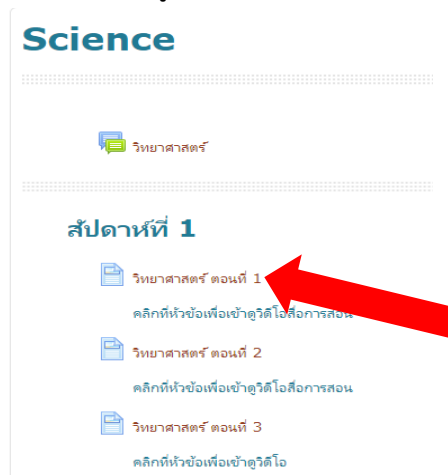 Science
วิทยาศาสตร์
สัปดาห์ที่ 1
วิทยาศาสตร์ ตอนที่ 1
คลิกที่หัวข้อเพื่อเข้าดูวิดีโอสื่อการสอน
วิทยาศาสตร์ ตอนที่ 2
คลิกที่หัวข้อเพื่อเข้าดูวิดีโอสื่อการสอน
วิทยาศาสตร์ ตอนที่ 3
คลิกที่หัวข้อเพื่อเข้าดูวิดีโอ